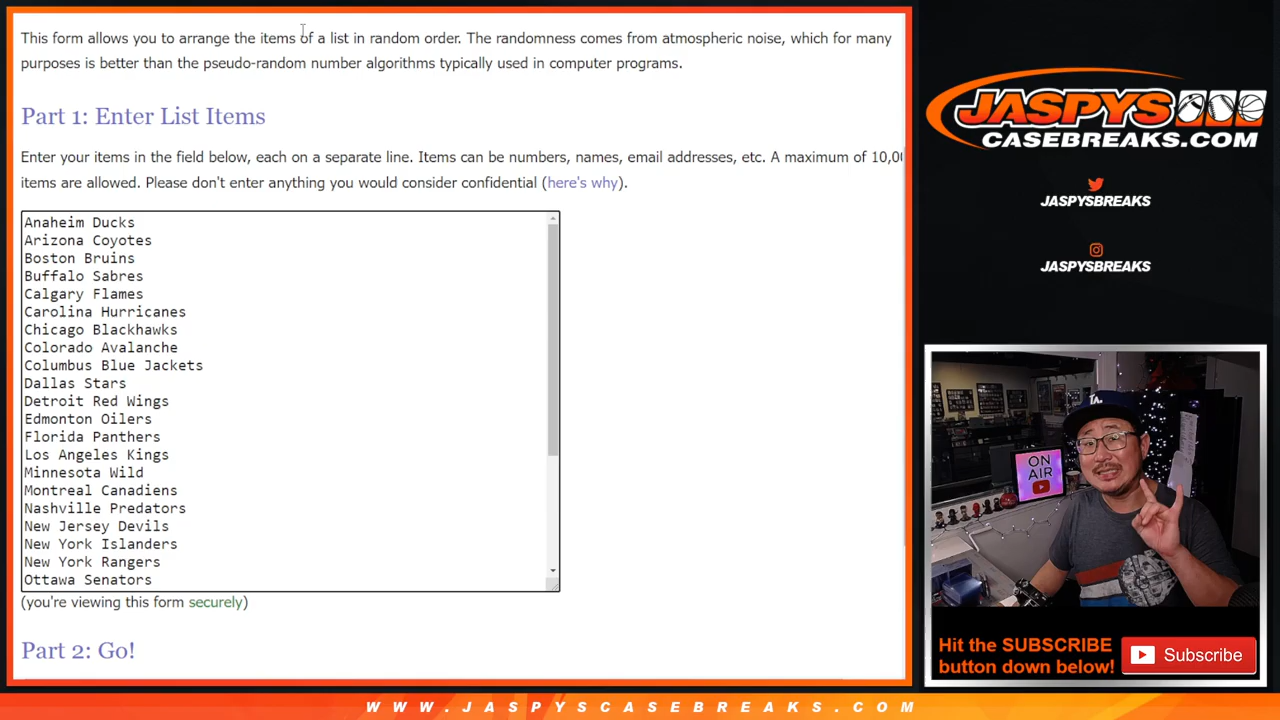 This form allows you to arrange the items of a list in random order. The randomness comes from atmospheric noise, which for many
purposes is better than the pseudo-random number algorithms typically used in computer programs.
Part 1: Enter List Items
Enter your items in the field below, each on a separate line. Items can be numbers, names, email addresses, etc. A maximum of 10,00
items are allowed. Please don't enter anything you would consider confidential (here's why).
Anaheim Ducks
Arizona Coyotes
Boston Bruins
Buffalo Sabres
Calgary Flames
Carolina Hurricanes
Chicago Blackhawks
Colorado Avalanche
Columbus Blue Jackets
Dallas Stars
Detroit Red Wings
Edmonton Oilers
Florida Panthers
Los Angeles Kings
Minnesota Wild
Montreal Canadiens
Nashville Predators
New Jersey Devils
New York Islanders
New York Rangers
Ottawa Senators
(you're viewing this form securely)
Part 2: Go!
JASPYS
CASEBREAKS.COM
JASPYSBREAKS
JASPYSBREAKS
LA
ON
AIR
Hit the SUBSCRIBE
button down below!
Subscribe
WWW.JASPYSCASEBREAKS.COM